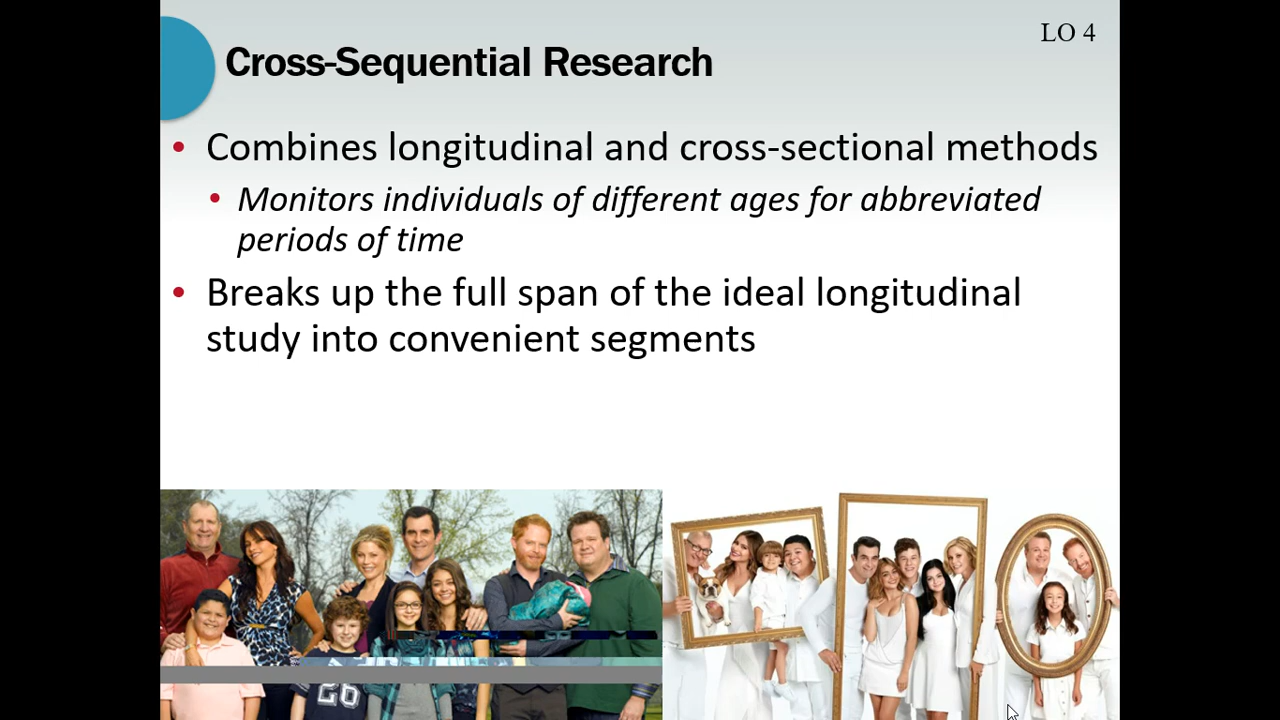 LO 4
Cross-Sequential Research
• Combines longitudinal and cross-sectional methods
• Monitors individuals of different ages for abbreviated
periods of time
• Breaks up the full span of the ideal longitudinal
study into convenient segments
26